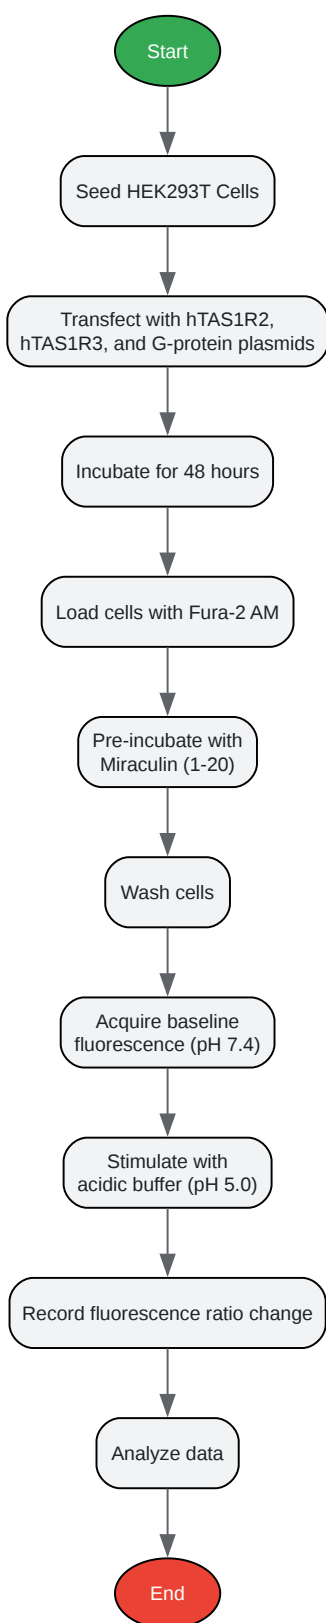 Start
Seed HEK293T Cells
Transfect with hTAS1R2,
hTAS1R3, and G-protein plasmids
Incubate for 48 hours
Load cells with Fura-2 AM
Pre-incubate with
Miraculin (1-20)
Wash cells
Acquire baseline
fluorescence (pH 7.4)
Stimulate with
acidic buffer (pH 5.0)
Record fluorescence ratio change
Analyze data
End